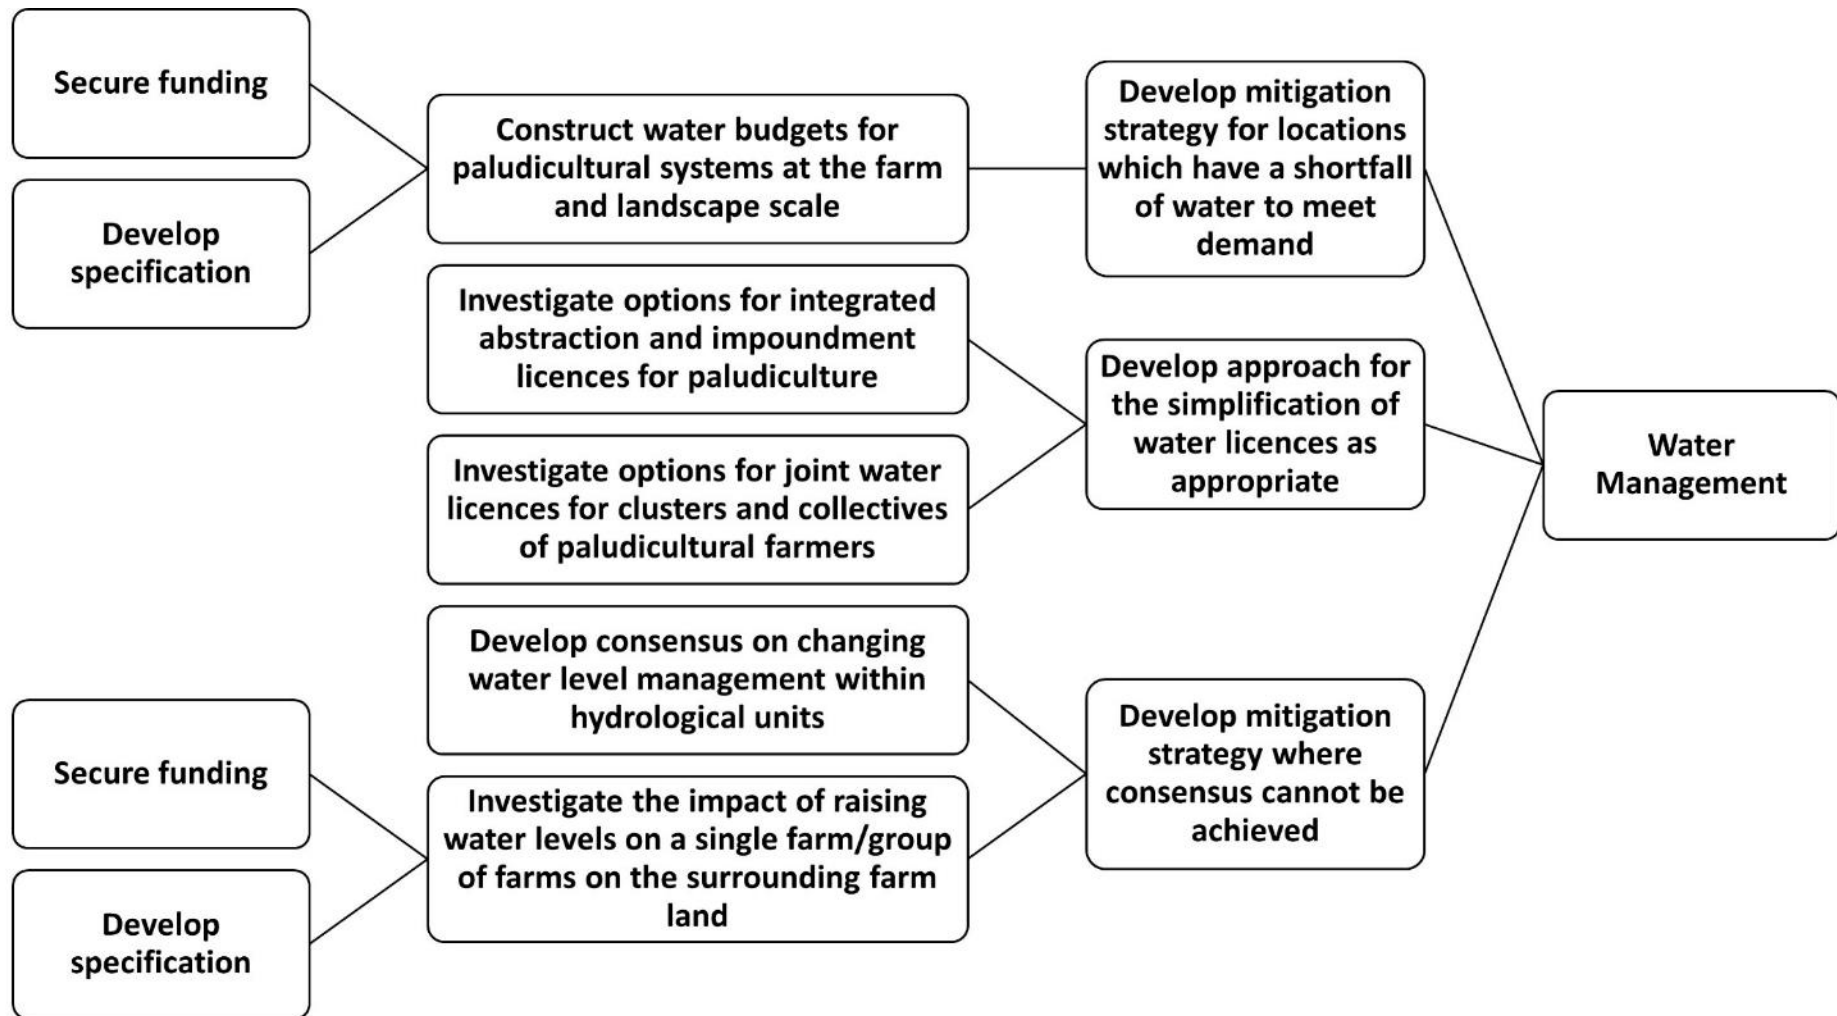 Secure funding
Develop
specification
Construct water budgets for
paludicultural systems at the farm
and landscape scale
Investigate options for integrated
abstraction and impoundment
licences for paludiculture
Investigate options for joint water
licences for clusters and collectives
of paludicultural farmers
Develop consensus on changing
water level management within
hydrological units
Secure funding
Develop
specification
Investigate the impact of raising
water levels on a single farm/group
of farms on the surrounding farm
land
Develop mitigation
strategy for locations
which have a shortfall
of water to meet
demand
Develop approach for
the simplification of
water licences as
appropriate
Develop mitigation
strategy where
consensus cannot be
achieved
Water
Management